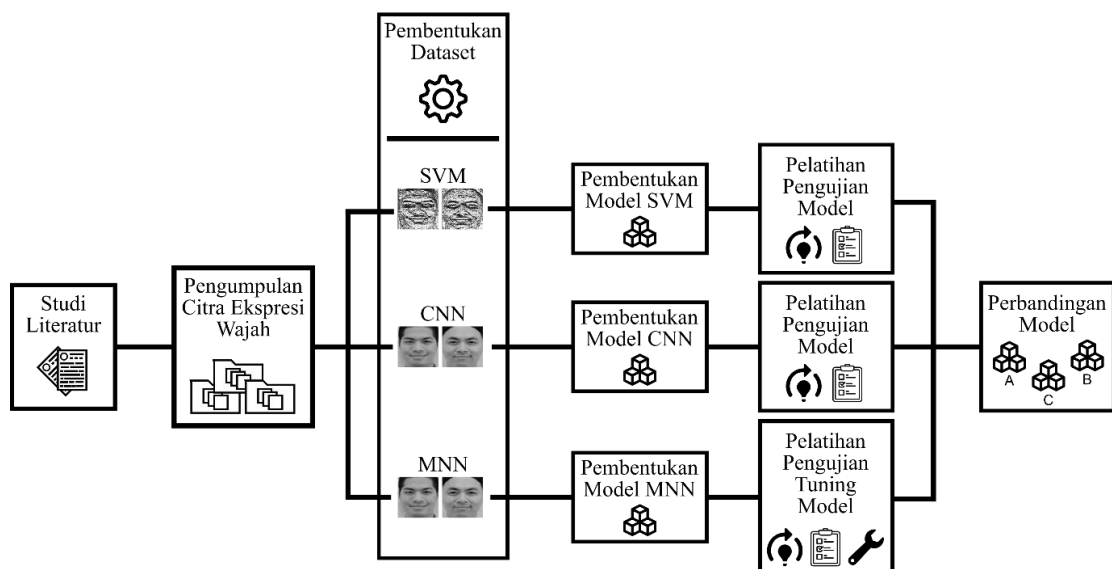 Studi
Literatur
Pengumpulan
Citra Ekspresi
Wajah
Pembentukan
Dataset
SVM
CNN
MNN
Pembentukan
Model SVM
Pelatihan
Pengujian
Model
Pembentukan
Model CNN
Pelatihan
Pengujian
Model
Pembentukan
Model MNN
Pelatihan
Pengujian
Tuning
Model
Perbandingan
Model
A
B
C